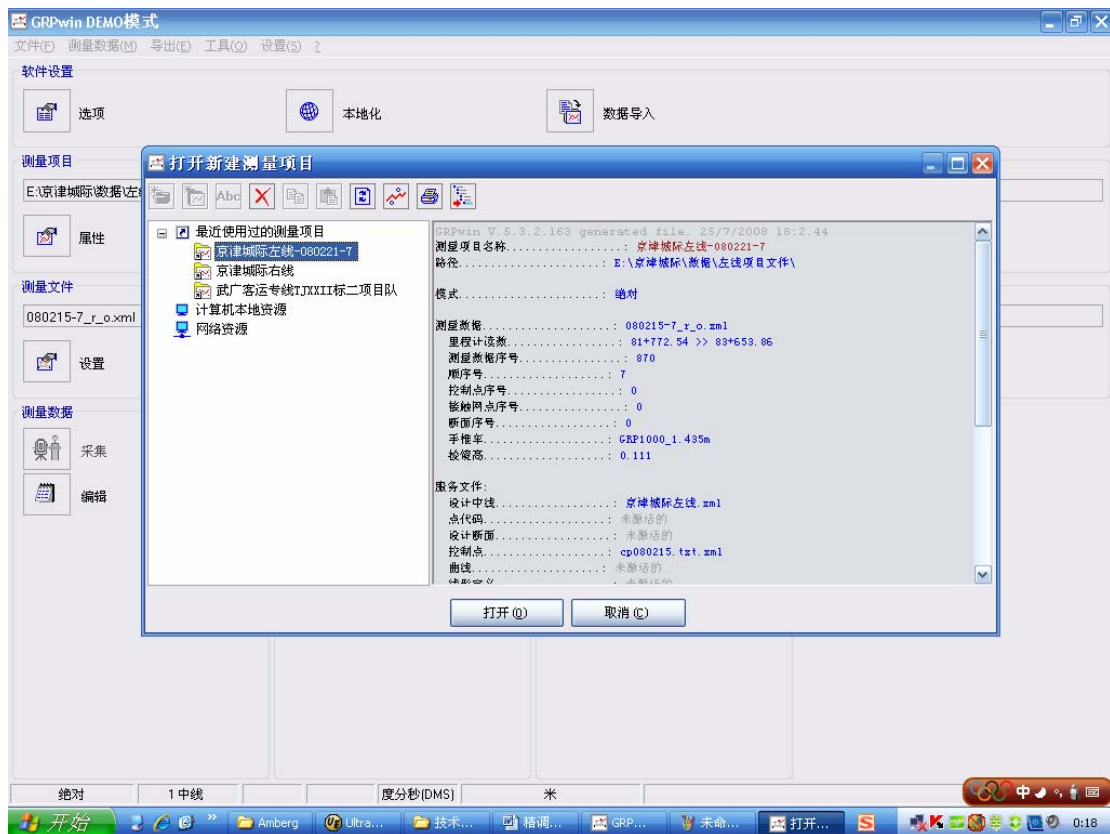 GRPwin DEMO模式
文件(F) 测量数据(M) 导出(E) 工具(O) 设置(S) ?
软件设置
选项 本地化 数据导入
测量项目
E:\京津城际\数据\左
属性
测量文件
080215-7_r_o.xml
设置
测量数据
采集
编辑
打开新建测量项目
Abc
最近使用过的测量项目
京津城际左线-080221-7
京津城际右线
武广客运专线TJXXII标二项目队
计算机本地资源
网络资源
GRPwin V.5.3.2.163 generated file. 25/7/2008 18:2.44
测量项目名称..................: 京津城际左线-080221-7
路径....................: E:\京津城际\数据\左线项目文件\
模式....................: 绝对
测量数据..................: 080215-7_r_o.xml
里程计读数.................: 81+772.54 >> 83+653.86
测量数据序号................: 870
顺序号...................: 7
控制点序号.................: 0
接触网点序号................: 0
断面序号..................: 0
手推车...................: GRP1000_1.435m
棱镜高...................: 0.111
服务文件:
设计中线..................: 京津城际左线.xml
点代码...................: 未激活的
设计断面..................: 未激活的
控制点...................: cp080215.txt.xml
曲线....................: 未激活的
打开(O) 取消(C)
绝对 1 中线 度分秒(DMS) 米
中
开始 Amberg Ultra... 技术... 精调... GRP... 未命... 打开... S K 0:18